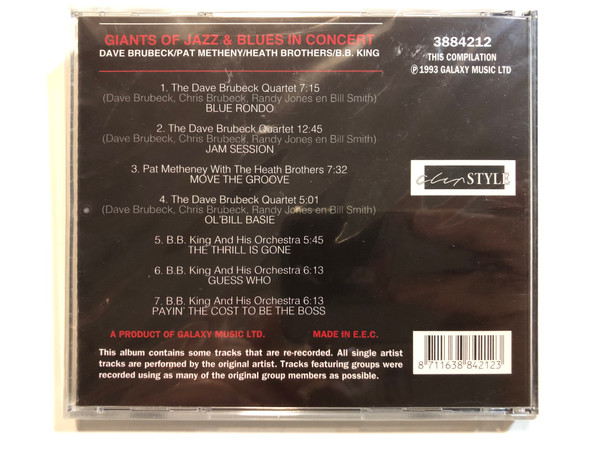 GIANTS OF JAZZ & BLUES IN CONCERT
DAVE BRUBECK/PAT METHENY/HEATH BROTHERS/B.B. KING
3884212
THIS COMPILATION
℗ 1993 GALAXY MUSIC LTD
1. The Dave Brubeck Quartet 7:15
(Dave Brubeck, Chris Brubeck, Randy Jones en Bill Smith)
BLUE RONDO
2. The Dave Brubeck Quartet 12:45
(Dave Brubeck, Chris Brubeck, Randy Jones en Bill Smith)
JAM SESSION
3. Pat Metheney With The Heath Brothers 7:32
MOVE THE GROOVE
4. The Dave Brubeck Quartet 5:01
(Dave Brubeck, Chris Brubeck, Randy Jones en Bill Smith)
OL'BILL BASIE
5. B.B. King And His Orchestra 5:45
THE THRILL IS GONE
6. B.B. King And His Orchestra 6:13
GUESS WHO
7. B.B. King And His Orchestra 6:13
PAYIN' THE COST TO BE THE BOSS
STYLE
A PRODUCT OF GALAXY MUSIC LTD. MADE IN E.E.C.
This album contains some tracks that are re-recorded. All single artist
tracks are performed by the original artist. Tracks featuring groups were
recorded using as many of the original group members as possible.
8 711638 842123